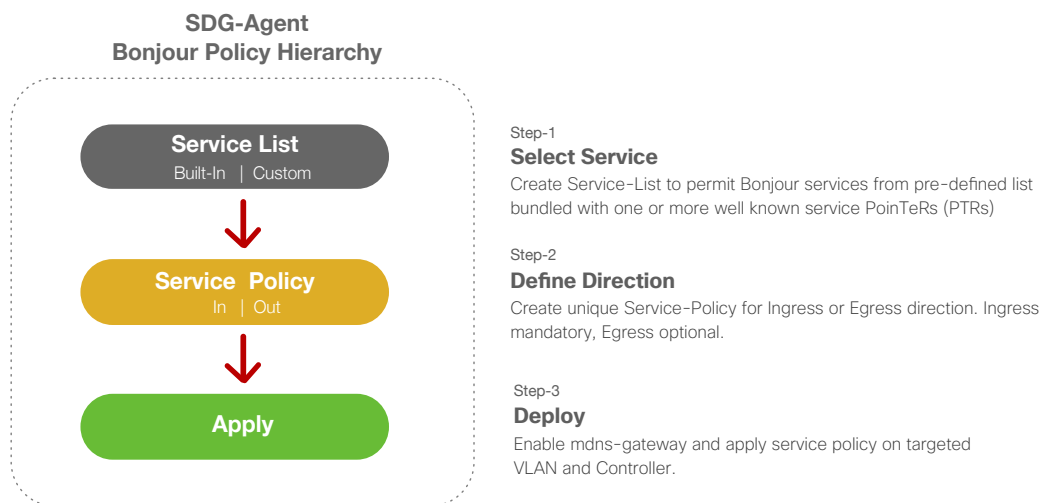 SDG-Agent
Bonjour Policy Hierarchy
Service List
Built-In | Custom
Service Policy
In | Out
Apply
Step-1
Select Service
Create Service-List to permit Bonjour services from pre-defined list
bundled with one or more well known service PoinTeRs (PTRs)
Step-2
Define Direction
Create unique Service-Policy for Ingress or Egress direction. Ingress
mandatory, Egress optional.
Step-3
Deploy
Enable mdns-gateway and apply service policy on targeted
VLAN and Controller.